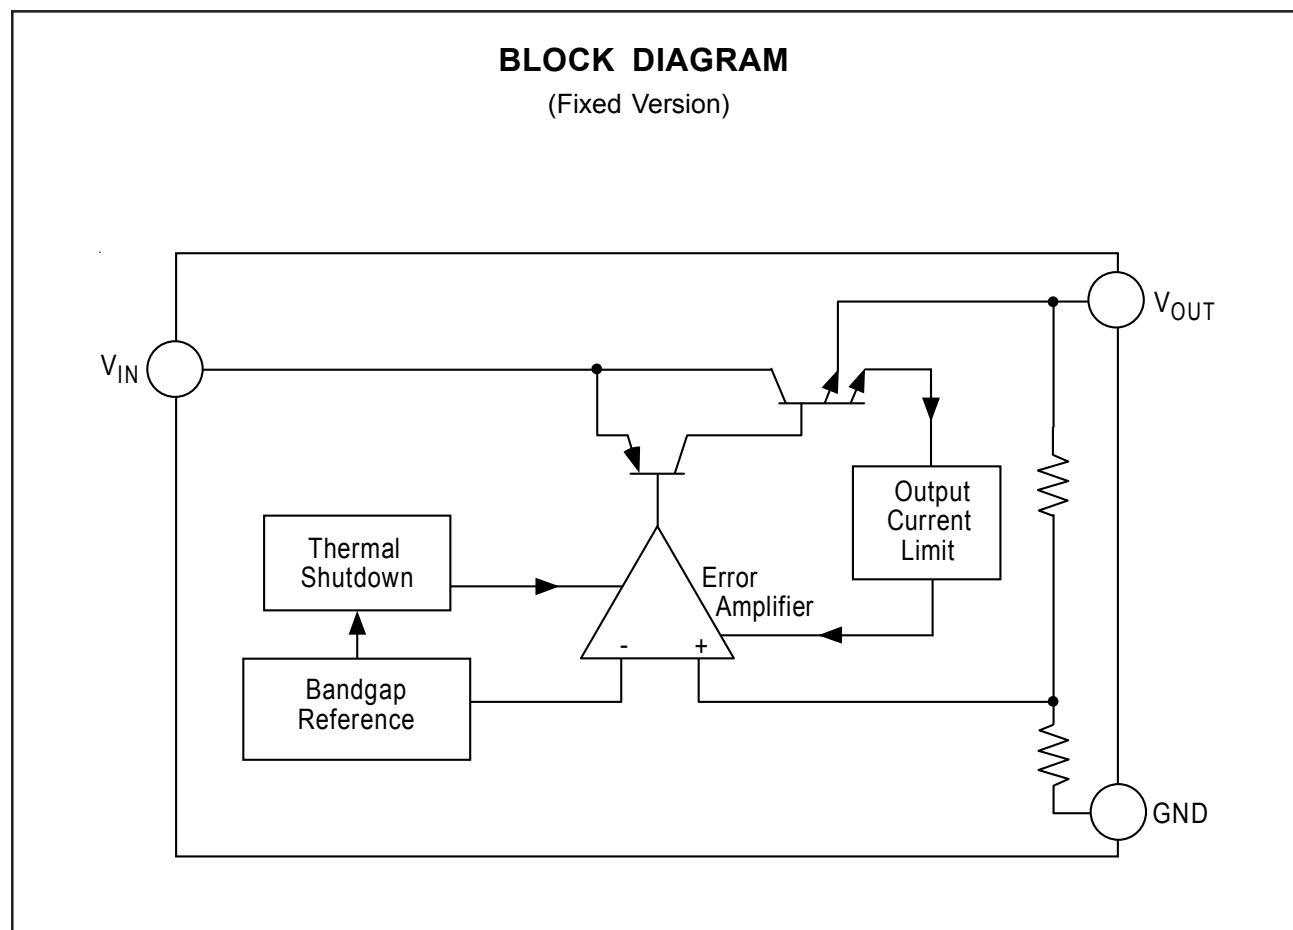 BLOCK DIAGRAM
(Fixed Version)
VOUT
VIN
Output
Current
Limit
Thermal
Shutdown
Error
Amplifier
- +
Bandgap
Reference
GND